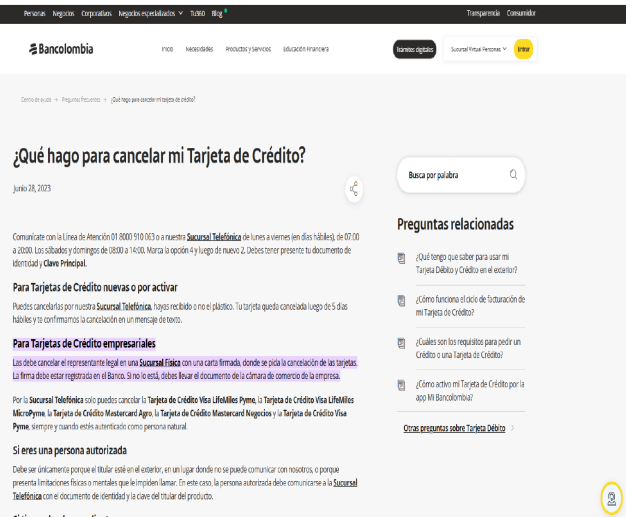 Personas Negocios Corporativos Negocios especializados Tu360 Blog Transparencia Consumidor
Bancolombia Inicio Necesidades Productos y Servicios Educación Financiera Trámites digitales Sucursal Virtual Personas Entrar
Centro de ayuda → Preguntas frecuentes → ¿Qué hago para cancelar mi tarjeta de crédito?
¿Qué hago para cancelar mi Tarjeta de Crédito?
Junio 28, 2023
Comunícate con la Línea de Atención 01 8000 910 063 o a nuestra Sucursal Telefónica de lunes a viernes (en días hábiles), de 07:00
a 20:00. Los sábados y domingos de 08:00 a 14:00. Marca la opción 4 y luego de nuevo 2. Debes tener presente tu documento de
identidad y Clave Principal.
Para Tarjetas de Crédito nuevas o por activar
Puedes cancelarlas por nuestra Sucursal Telefónica, hayas recibido o no el plástico. Tu tarjeta queda cancelada luego de 5 días
hábiles y te confirmamos la cancelación en un mensaje de texto.
Para Tarjetas de Crédito empresariales
Las debe cancelar el representante legal en una Sucursal Físico con una carta firmada, donde se pida la cancelación de las tarjetas.
La firma debe estar registrada en el Banco. Si no lo está, debes llevar el documento de la cámara de comercio de la empresa.
Por la Sucursal Telefónica solo puedes cancelar la Tarjeta de Crédito Visa LifeMiles Pyme, la Tarjeta de Crédito Visa LifeMiles
MicroPyme, la Tarjeta de Crédito Mastercard Agro, la Tarjeta de Crédito Mastercard Negocios y la Tarjeta de Crédito Visa
Pyme, siempre y cuando estés autenticado como persona natural.
Si eres una persona autorizada
Debe ser únicamente porque el titular esté en el exterior, en un lugar donde no se puede comunicar con nosotros, o porque
presenta limitaciones físicas o mentales que le impiden llamar. En este caso, la persona autorizada debe comunicarse a la Sucursal
Telefónica con el documento de identidad y la clave del titular del producto.
Busca por palabra
Preguntas relacionadas
¿Qué tengo que saber para usar mi
Tarjeta Débito y Crédito en el exterior?
¿Cómo funciona el ciclo de facturación de
mi Tarjeta de Crédito?
¿Cuáles son los requisitos para pedir un
Crédito o una Tarjeta de Crédito?
¿Cómo activo mi Tarjeta de Crédito por la
app Mi Bancolombia?
Otras preguntas sobre Tarjeta Débito